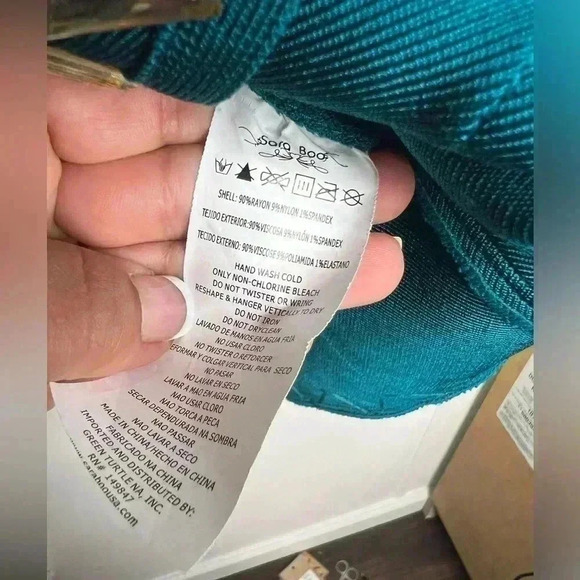 Sara Boo
SHELL: 90%RAYON 9%NYLON 1%SPANDEX
TEJIDO EXTERIOR:90%VISCOSA 9%NYLÓN 1%SPANDEX
TECIDO EXTERNO: 90%VISCOSE 9%POLIAMIDA 1%ELASTANO
HAND WASH COLD
ONLY NON-CHLORINE BLEACH
DO NOT TWISTER OR WRING
RESHAPE & HANGER VETICALLY TO DRY
DO NOT IRON
DO NOT DRYCLEAN
LAVADO DE MANOS EN AGUA FRIA
NO USAR CLORO
NO TWISTER O RETORCER
REFORMAR Y COLGAR VERTICAL PARA SECO
NO PASAR
NO LAVAR EN SECO
LAVAR A MAO EM AGUA FRIA
NAO USAR CLORO
NAO TORCA A PECA
SECAR DEPENDURADA NA SOMBRA
NAO PASSAR
NAO LAVAR A SECO
MADE IN CHINA/HECHO EN CHINA
FABRICADO NA CHINA
IMPORTED AND DISTRIBUTED BY:
GREEN TURTLE NA, INC.
RN# 149847